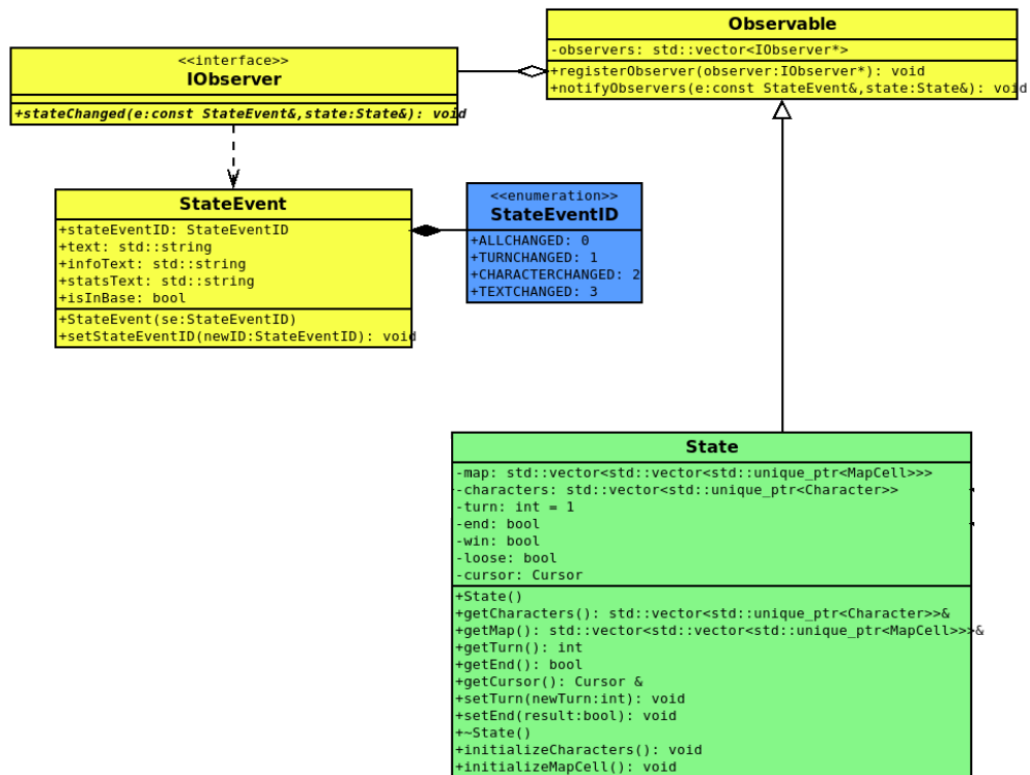 Observable
-observers: std::vector<IObserver*>
+registerObserver(observer:IObserver*): void
+notifyObservers(e:const StateEvent&,state:State&): void
<<interface>>
IObserver
+stateChanged(e:const StateEvent&,state:State&): void
StateEvent
+stateEventID: StateEventID
+text: std::string
+infoText: std::string
+statsText: std::string
+isInBase: bool
+StateEvent(se:StateEventID)
+setStateEventID(newID:StateEventID): void
<<enumeration>>
StateEventID
+ALLCHANGED: 0
+TURNCHANGED: 1
+CHARACTERCHANGED: 2
+TEXTCHANGED: 3
State
-map: std::vector<std::vector<std::unique_ptr<MapCell>>>
-characters: std::vector<std::unique_ptr<Character>>
-turn: int = 1
-end: bool
-win: bool
-loose: bool
-cursor: Cursor
+State()
+getCharacters(): std::vector<std::unique_ptr<Character>>&
+getMap(): std::vector<std::vector<std::unique_ptr<MapCell>>>&
+getTurn(): int
+getEnd(): bool
+getCursor(): Cursor &
+setTurn(newTurn:int): void
+setEnd(result:bool): void
+~State()
+initializeCharacters(): void
+initializeMapCell(): void